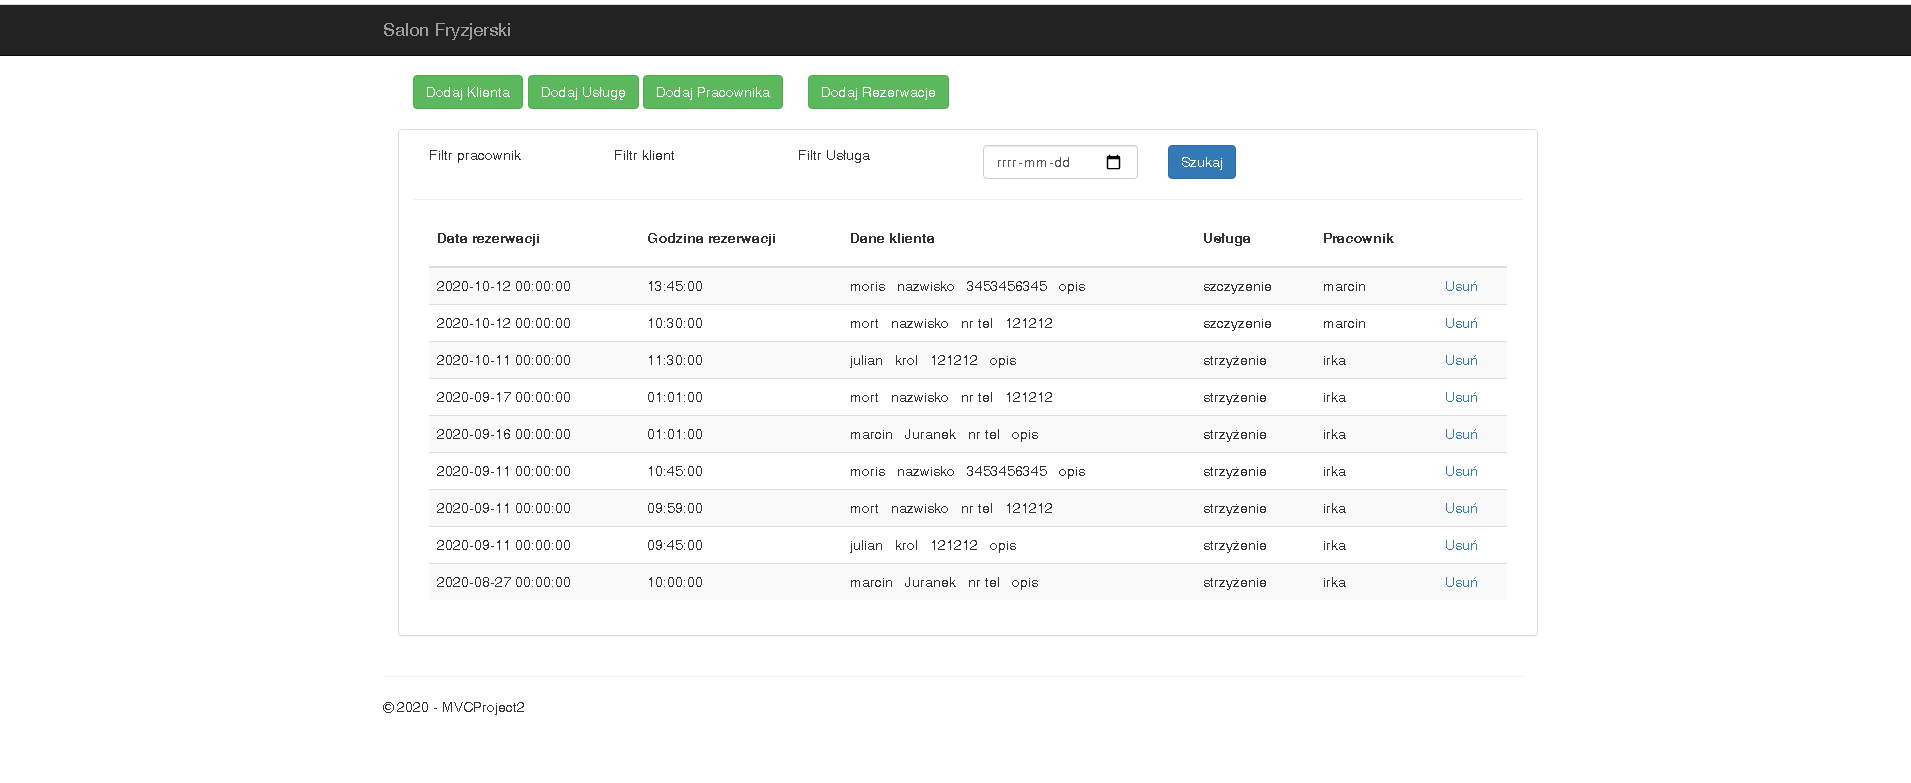 Salon Fryzjerski
Dodaj Klienta Dodaj Usługę Dodaj Pracownika Dodaj Rezerwacje
Filtr pracownik Filtr klient Filtr Usługa rrrr-mm-dd Szukaj
Data rezerwacji Godzina rezerwacji Dane klienta Usługa Pracownik
2020-10-12 00:00:00 13:45:00 moris nazwisko 3453456345 opis szczyzenie marcin Usuń
2020-10-12 00:00:00 10:30:00 mort nazwisko nr tel 121212 szczyzenie marcin Usuń
2020-10-11 00:00:00 11:30:00 julian krol 121212 opis strzyżenie irka Usuń
2020-09-17 00:00:00 01:01:00 mort nazwisko nr tel 121212 strzyżenie irka Usuń
2020-09-16 00:00:00 01:01:00 marcin Juranek nr tel opis strzyżenie irka Usuń
2020-09-11 00:00:00 10:45:00 moris nazwisko 3453456345 opis strzyżenie irka Usuń
2020-09-11 00:00:00 09:59:00 mort nazwisko nr tel 121212 strzyżenie irka Usuń
2020-09-11 00:00:00 09:45:00 julian krol 121212 opis strzyżenie irka Usuń
2020-08-27 00:00:00 10:00:00 marcin Juranek nr tel opis strzyżenie irka Usuń
© 2020 - MVCProject2